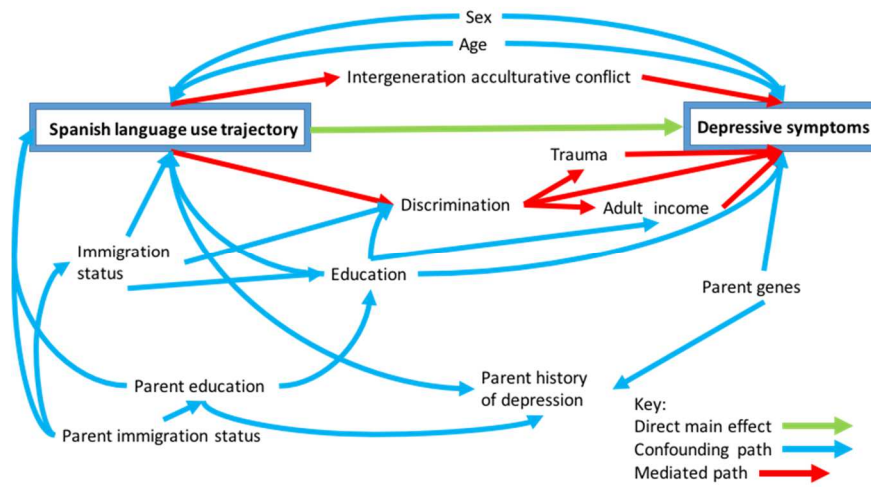 Sex
Age
Intergeneration acculturative conflict
Spanish language use trajectory
Depressive symptoms
Trauma
Discrimination
Adult income
Immigration
status
Education
Parent genes
Parent education
Parent history
of depression
Parent immigration status
Key:
Direct main effect
Confounding path
Mediated path